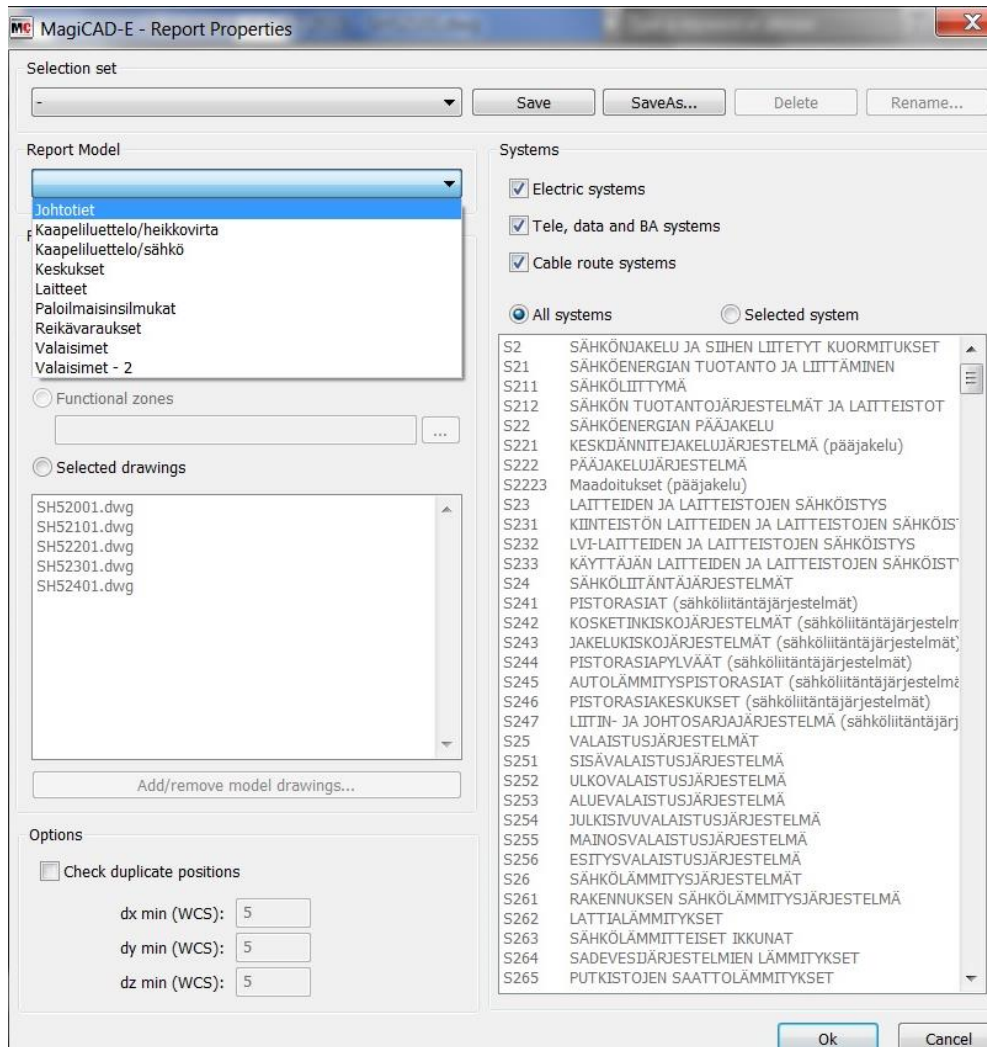 MC MagiCAD-E - Report Properties
Selection set
-
Save
SaveAs...
Delete
Rename...
Report Model
Johtotiet
Kaapeliluettelo/heikkovirta
Kaapeliluettelo/sähkö
Keskukset
Laitteet
Paloilmaisinsilmukat
Reikävaraukset
Valaisimet
Valaisimet - 2
Functional zones
...
Selected drawings
SH52001.dwg
SH52101.dwg
SH52201.dwg
SH52301.dwg
SH52401.dwg
Add/remove model drawings...
Options
Check duplicate positions
dx min (WCS): 5
dy min (WCS): 5
dz min (WCS): 5
Systems
Electric systems
Tele, data and BA systems
Cable route systems
All systems
Selected system
S2 SÄHKÖNJAKELU JA SIIHEN LIITETYT KUORMITUKSET
S21 SÄHKÖENERGIAN TUOTANTO JA LIITTÄMINEN
S211 SÄHKÖLIITTYMÄ
S212 SÄHKÖN TUOTANTOJÄRJESTELMÄT JA LAITTEISTOT
S22 SÄHKÖENERGIAN PÄÄJAKELU
S221 KESKIJÄNNITEJAKELUJÄRJESTELMÄ (pääjakelu)
S222 PÄÄJAKELUJÄRJESTELMÄ
S2223 Maadoitukset (pääjakelu)
S23 LAITTEIDEN JA LAITTEISTOJEN SÄHKÖISTYS
S231 KIINTEISTÖN LAITTEIDEN JA LAITTEISTOJEN SÄHKÖIS
S232 LVI-LAITTEIDEN JA LAITTEISTOJEN SÄHKÖISTYS
S233 KÄYTTÄJÄN LAITTEIDEN JA LAITTEISTOJEN SÄHKÖIST
S24 SÄHKÖLIITÄNTÄJÄRJESTELMÄT
S241 PISTORASIAT (sähköliitäntäjärjestelmät)
S242 KOSKETINKISKOJÄRJESTELMÄT (sähköliitäntäjärjestelm
S243 JAKELUKISKOJÄRJESTELMÄT (sähköliitäntäjärjestelmät)
S244 PISTORASIAPYLVÄÄT (sähköliitäntäjärjestelmät)
S245 AUTOLÄMMITYSPISTORASIAT (sähköliitäntäjärjestelmä
S246 PISTORASIAKESKUKSET (sähköliitäntäjärjestelmät)
S247 LIITIN- JA JOHTOSARJAJÄRJESTELMÄ (sähköliitäntäjärj
S25 VALAISTUSJÄRJESTELMÄT
S251 SISÄVALAISTUSJÄRJESTELMÄ
S252 ULKOVALAISTUSJÄRJESTELMÄ
S253 ALUEVALAISTUSJÄRJESTELMÄ
S254 JULKISIVUVALAISTUSJÄRJESTELMÄ
S255 MAINOSVALAISTUSJÄRJESTELMÄ
S256 ESITYSVALAISTUSJÄRJESTELMÄ
S26 SÄHKÖLÄMMITYSJÄRJESTELMÄT
S261 RAKENNUKSEN SÄHKÖLÄMMITYSJÄRJESTELMÄ
S262 LATTIALÄMMITYKSET
S263 SÄHKÖLÄMMITTEISET IKKUNAT
S264 SADEVESIJÄRJESTELMIEN LÄMMITYKSET
S265 PUTKISTOJEN SAATTOLÄMMITYKSET
Ok
Cancel